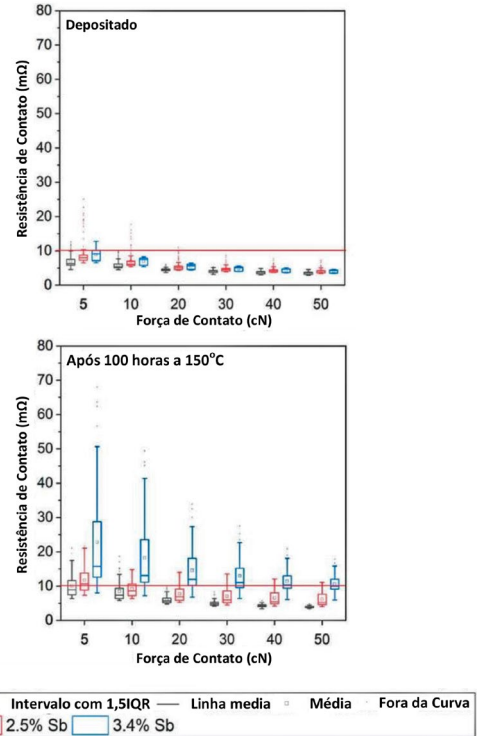 80
70
60
50
40
30
20
10
0
Resistência de Contato (mΩ)
Depositado
5 10 20 30 40 50
Força de Contato (cN)
80
70
60
50
40
30
20
10
0
Resistência de Contato (mΩ)
Após 100 horas a 150°C
5 10 20 30 40 50
Força de Contato (cN)
Intervalo com 1,5IQR Linha media Média Fora da Curva
2.5% Sb 3.4% Sb